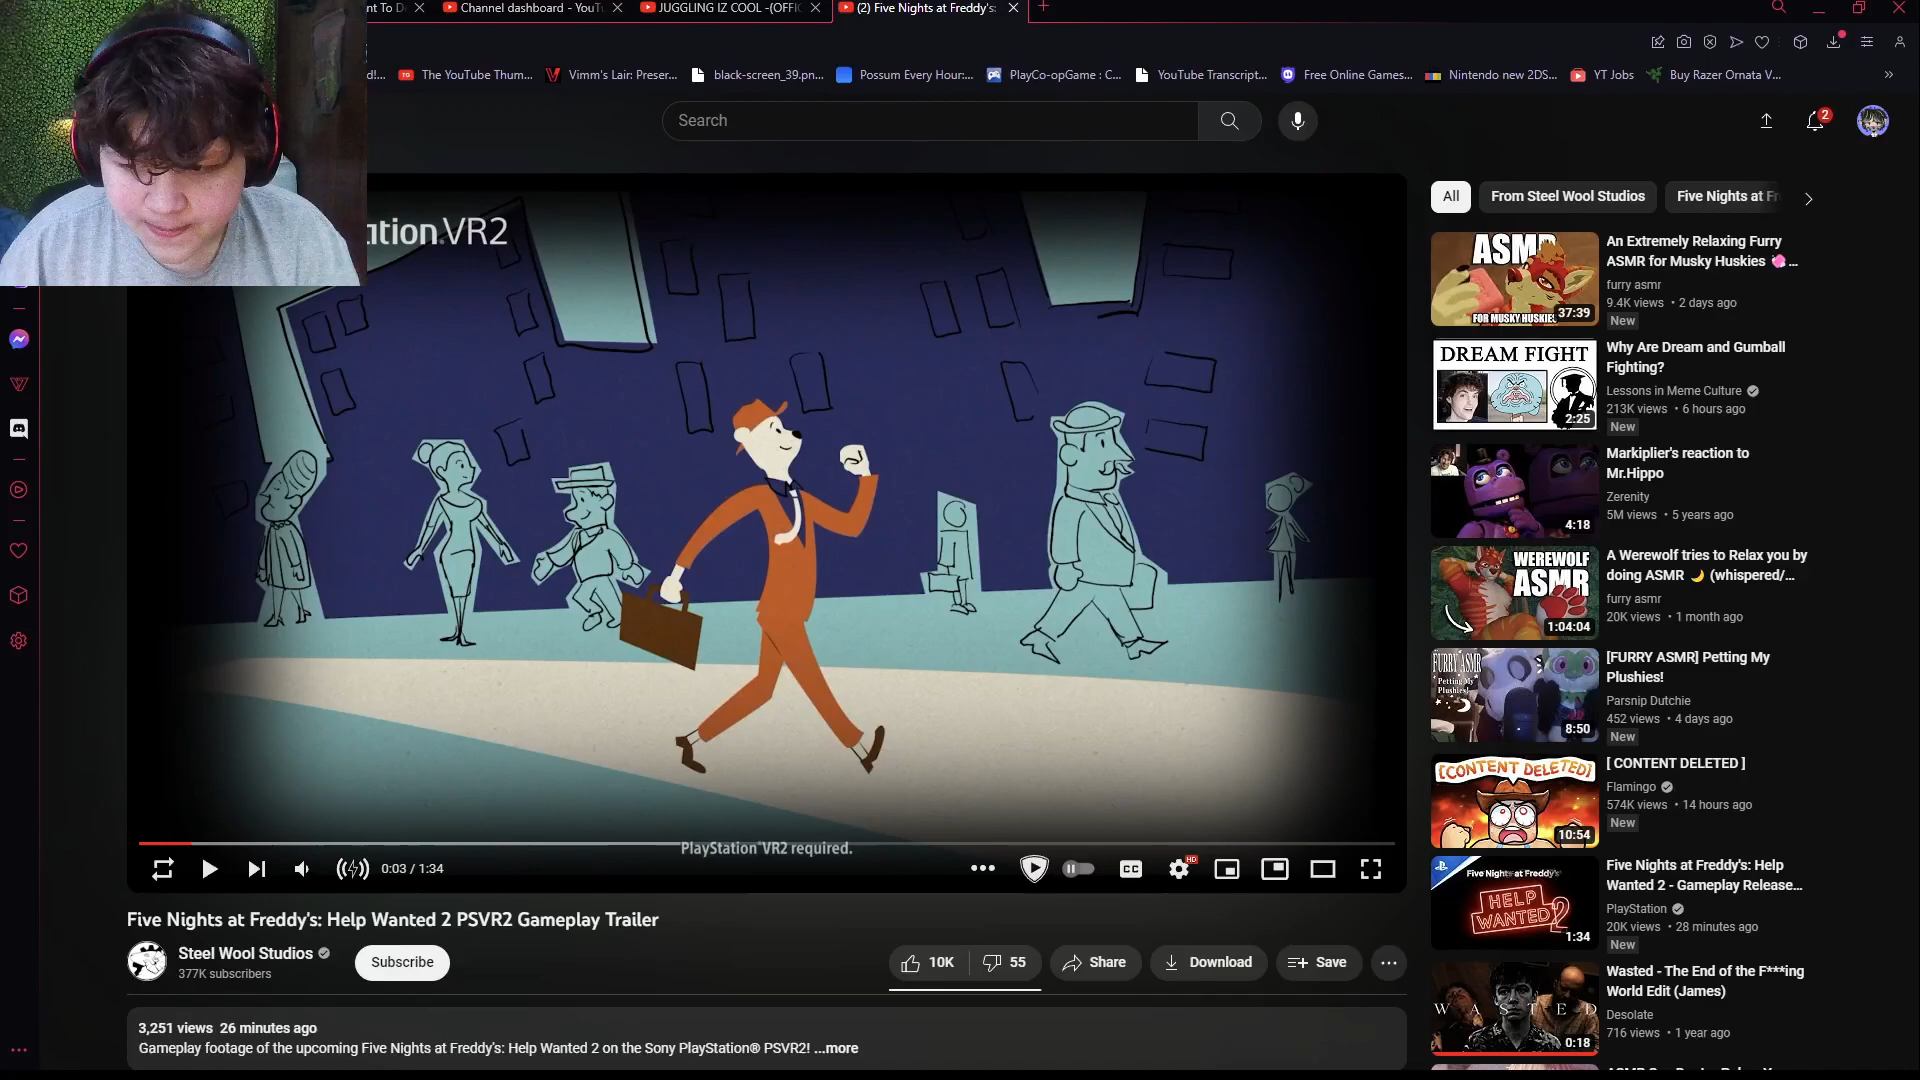 nt To D
Channel dashboard - YouTu
JUGGLING IZ COOL -(OFFIC
(2) Five Nights at Freddy's:
d!...
The YouTube Thum...
Vimm's Lair: Preser...
black-screen_39.pn...
Possum Every Hour:...
PlayCo-opGame : C...
YouTube Transcript...
Free Online Games...
Nintendo new 2DS...
YT Jobs
Buy Razer Ornata V...
Search
2
All
From Steel Wool Studios
Five Nights at Fr
tation.VR2
ASMR
FOR MUSKY HUSKIES
37:39
An Extremely Relaxing Furry
ASMR for Musky Huskies
...
furry asmr
9.4K views • 2 days ago
New
DREAM FIGHT
2:25
Why Are Dream and Gumball
Fighting?
Lessons in Meme Culture
213K views • 6 hours ago
New
4:18
Markiplier's reaction to
Mr.Hippo
Zerenity
5M views • 5 years ago
WEREWOLF
ASMR
1:04:04
A Werewolf tries to Relax you by
doing ASMR 🌙 (whispered/...
furry asmr
20K views • 1 month ago
FURRY ASMR
Petting My
Plushies!
8:50
[FURRY ASMR] Petting My
Plushies!
Parsnip Dutchie
452 views • 4 days ago
New
[CONTENT DELETED]
10:54
[ CONTENT DELETED ]
Flamingo
574K views • 14 hours ago
New
Five Nights at Freddy's
HELP
WANTED 2
1:34
Five Nights at Freddy's: Help
Wanted 2 - Gameplay Release...
PlayStation
20K views • 28 minutes ago
New
WASTED
0:18
Wasted - The End of the F***ing
World Edit (James)
Desolate
716 views • 1 year ago
PlayStation®VR2 required.
0:03 / 1:34
CC
HD
Five Nights at Freddy's: Help Wanted 2 PSVR2 Gameplay Trailer
Steel Wool Studios
377K subscribers
Subscribe
10K
55
Share
Download
Save
3,251 views 26 minutes ago
Gameplay footage of the upcoming Five Nights at Freddy's: Help Wanted 2 on the Sony PlayStation® PSVR2! ...more